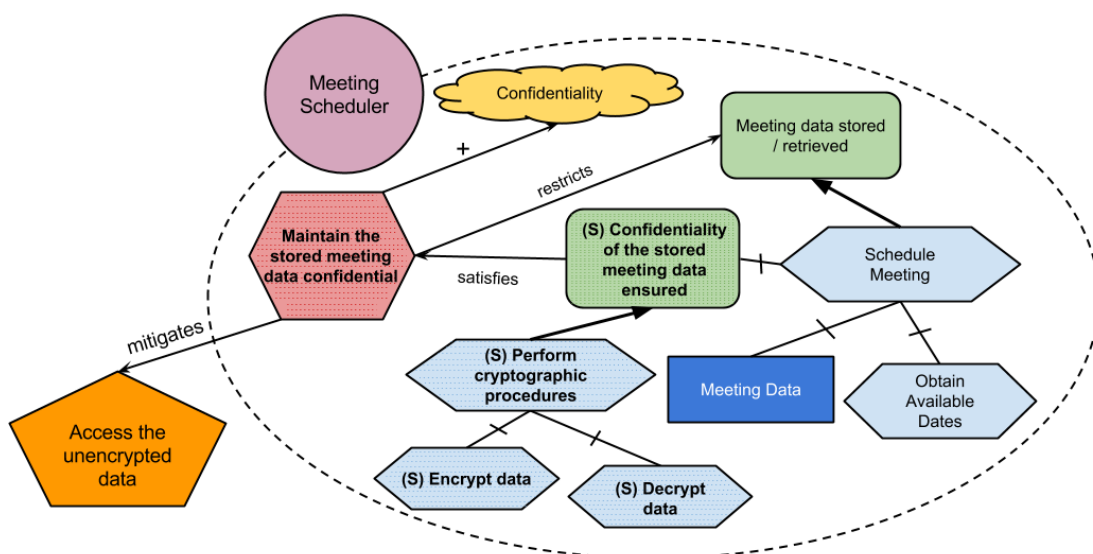 Meeting
Scheduler
Confidentiality
+
Meeting data stored
/ retrieved
restricts
Maintain the
stored meeting
data confidential
satisfies
(S) Confidentiality
of the stored
meeting data
ensured
Schedule
Meeting
mitigates
(S) Perform
cryptographic
procedures
Meeting Data
Obtain
Available
Dates
Access the
unencrypted
data
(S) Encrypt data
(S) Decrypt
data